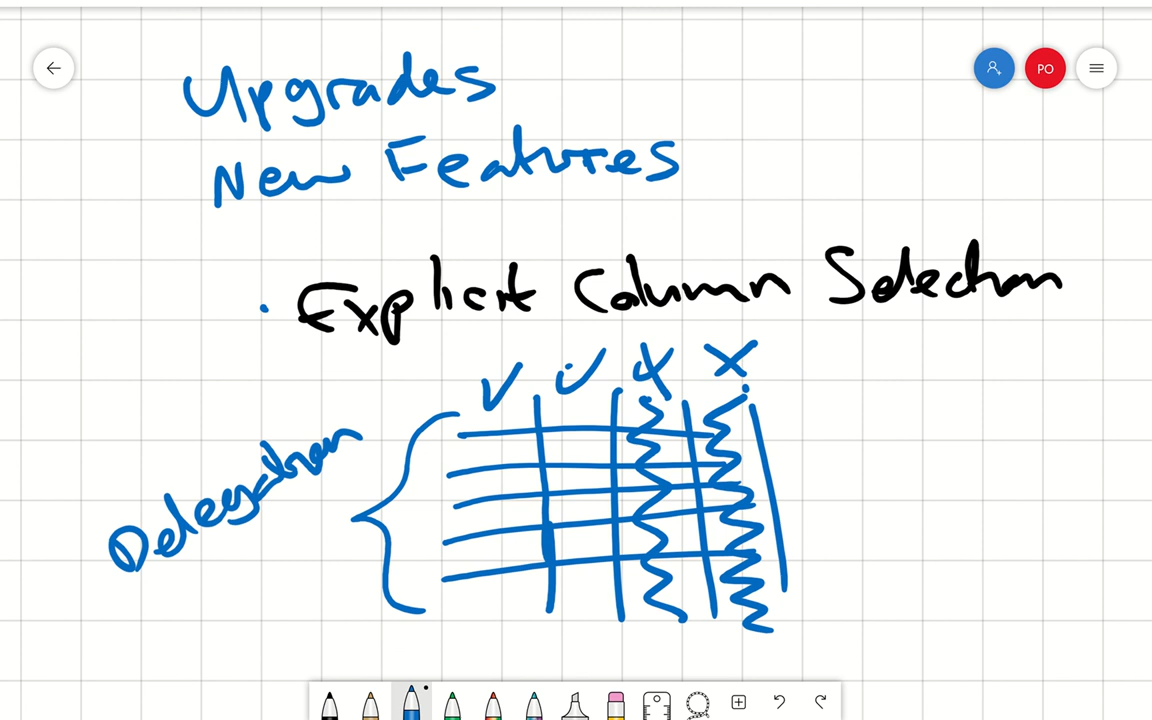 PO
Upgrades
New Features
Explicit Column Selection
Delegation